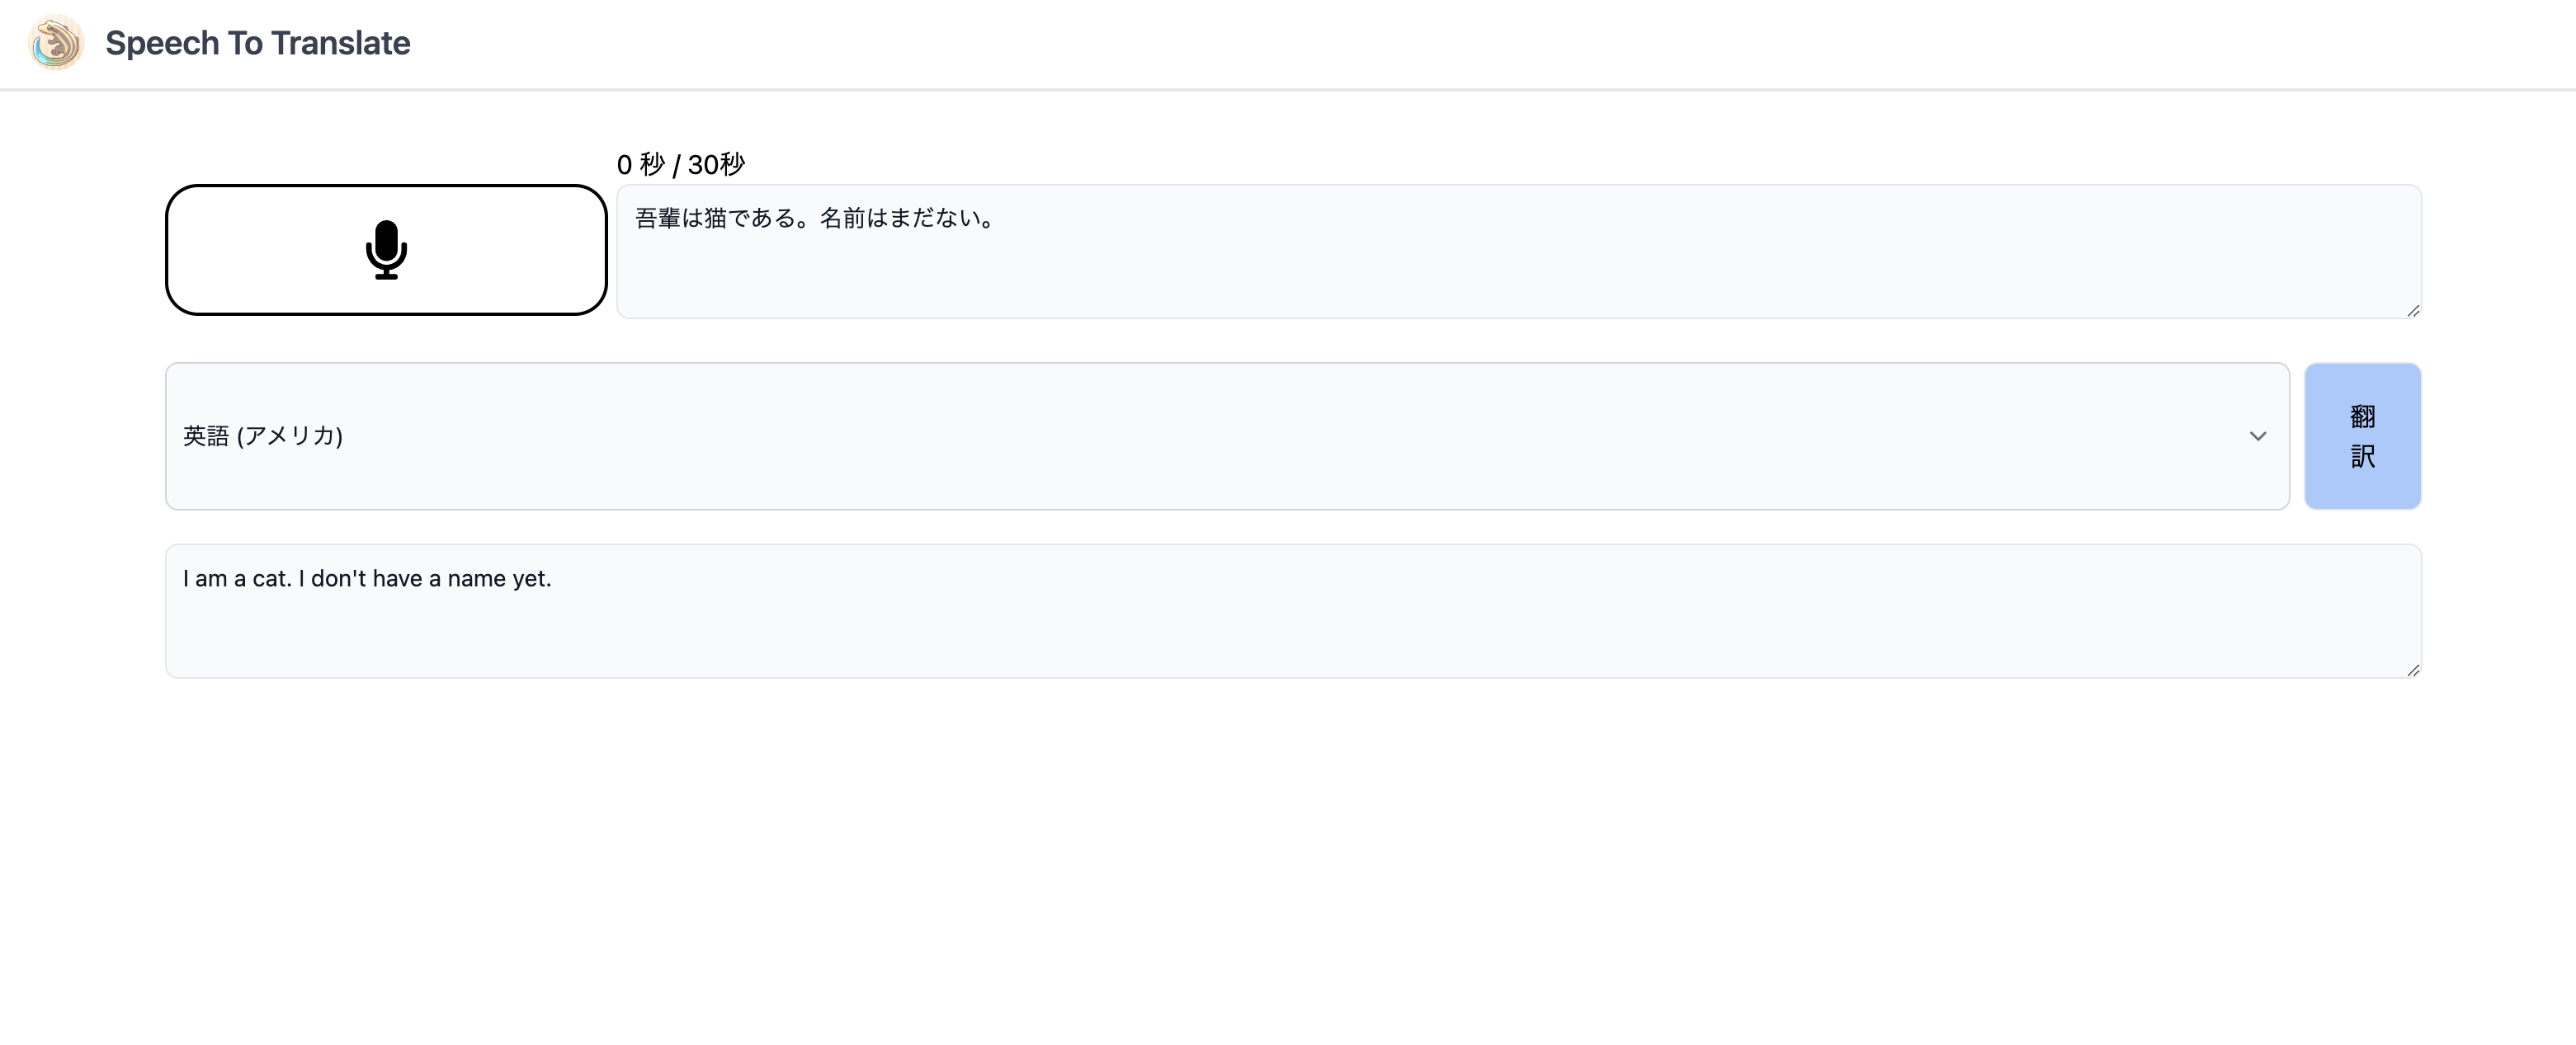 Speech To Translate
0 秒 / 30秒
吾輩は猫である。名前はまだない。
英語 (アメリカ)
翻
訳
I am a cat. I don't have a name yet.